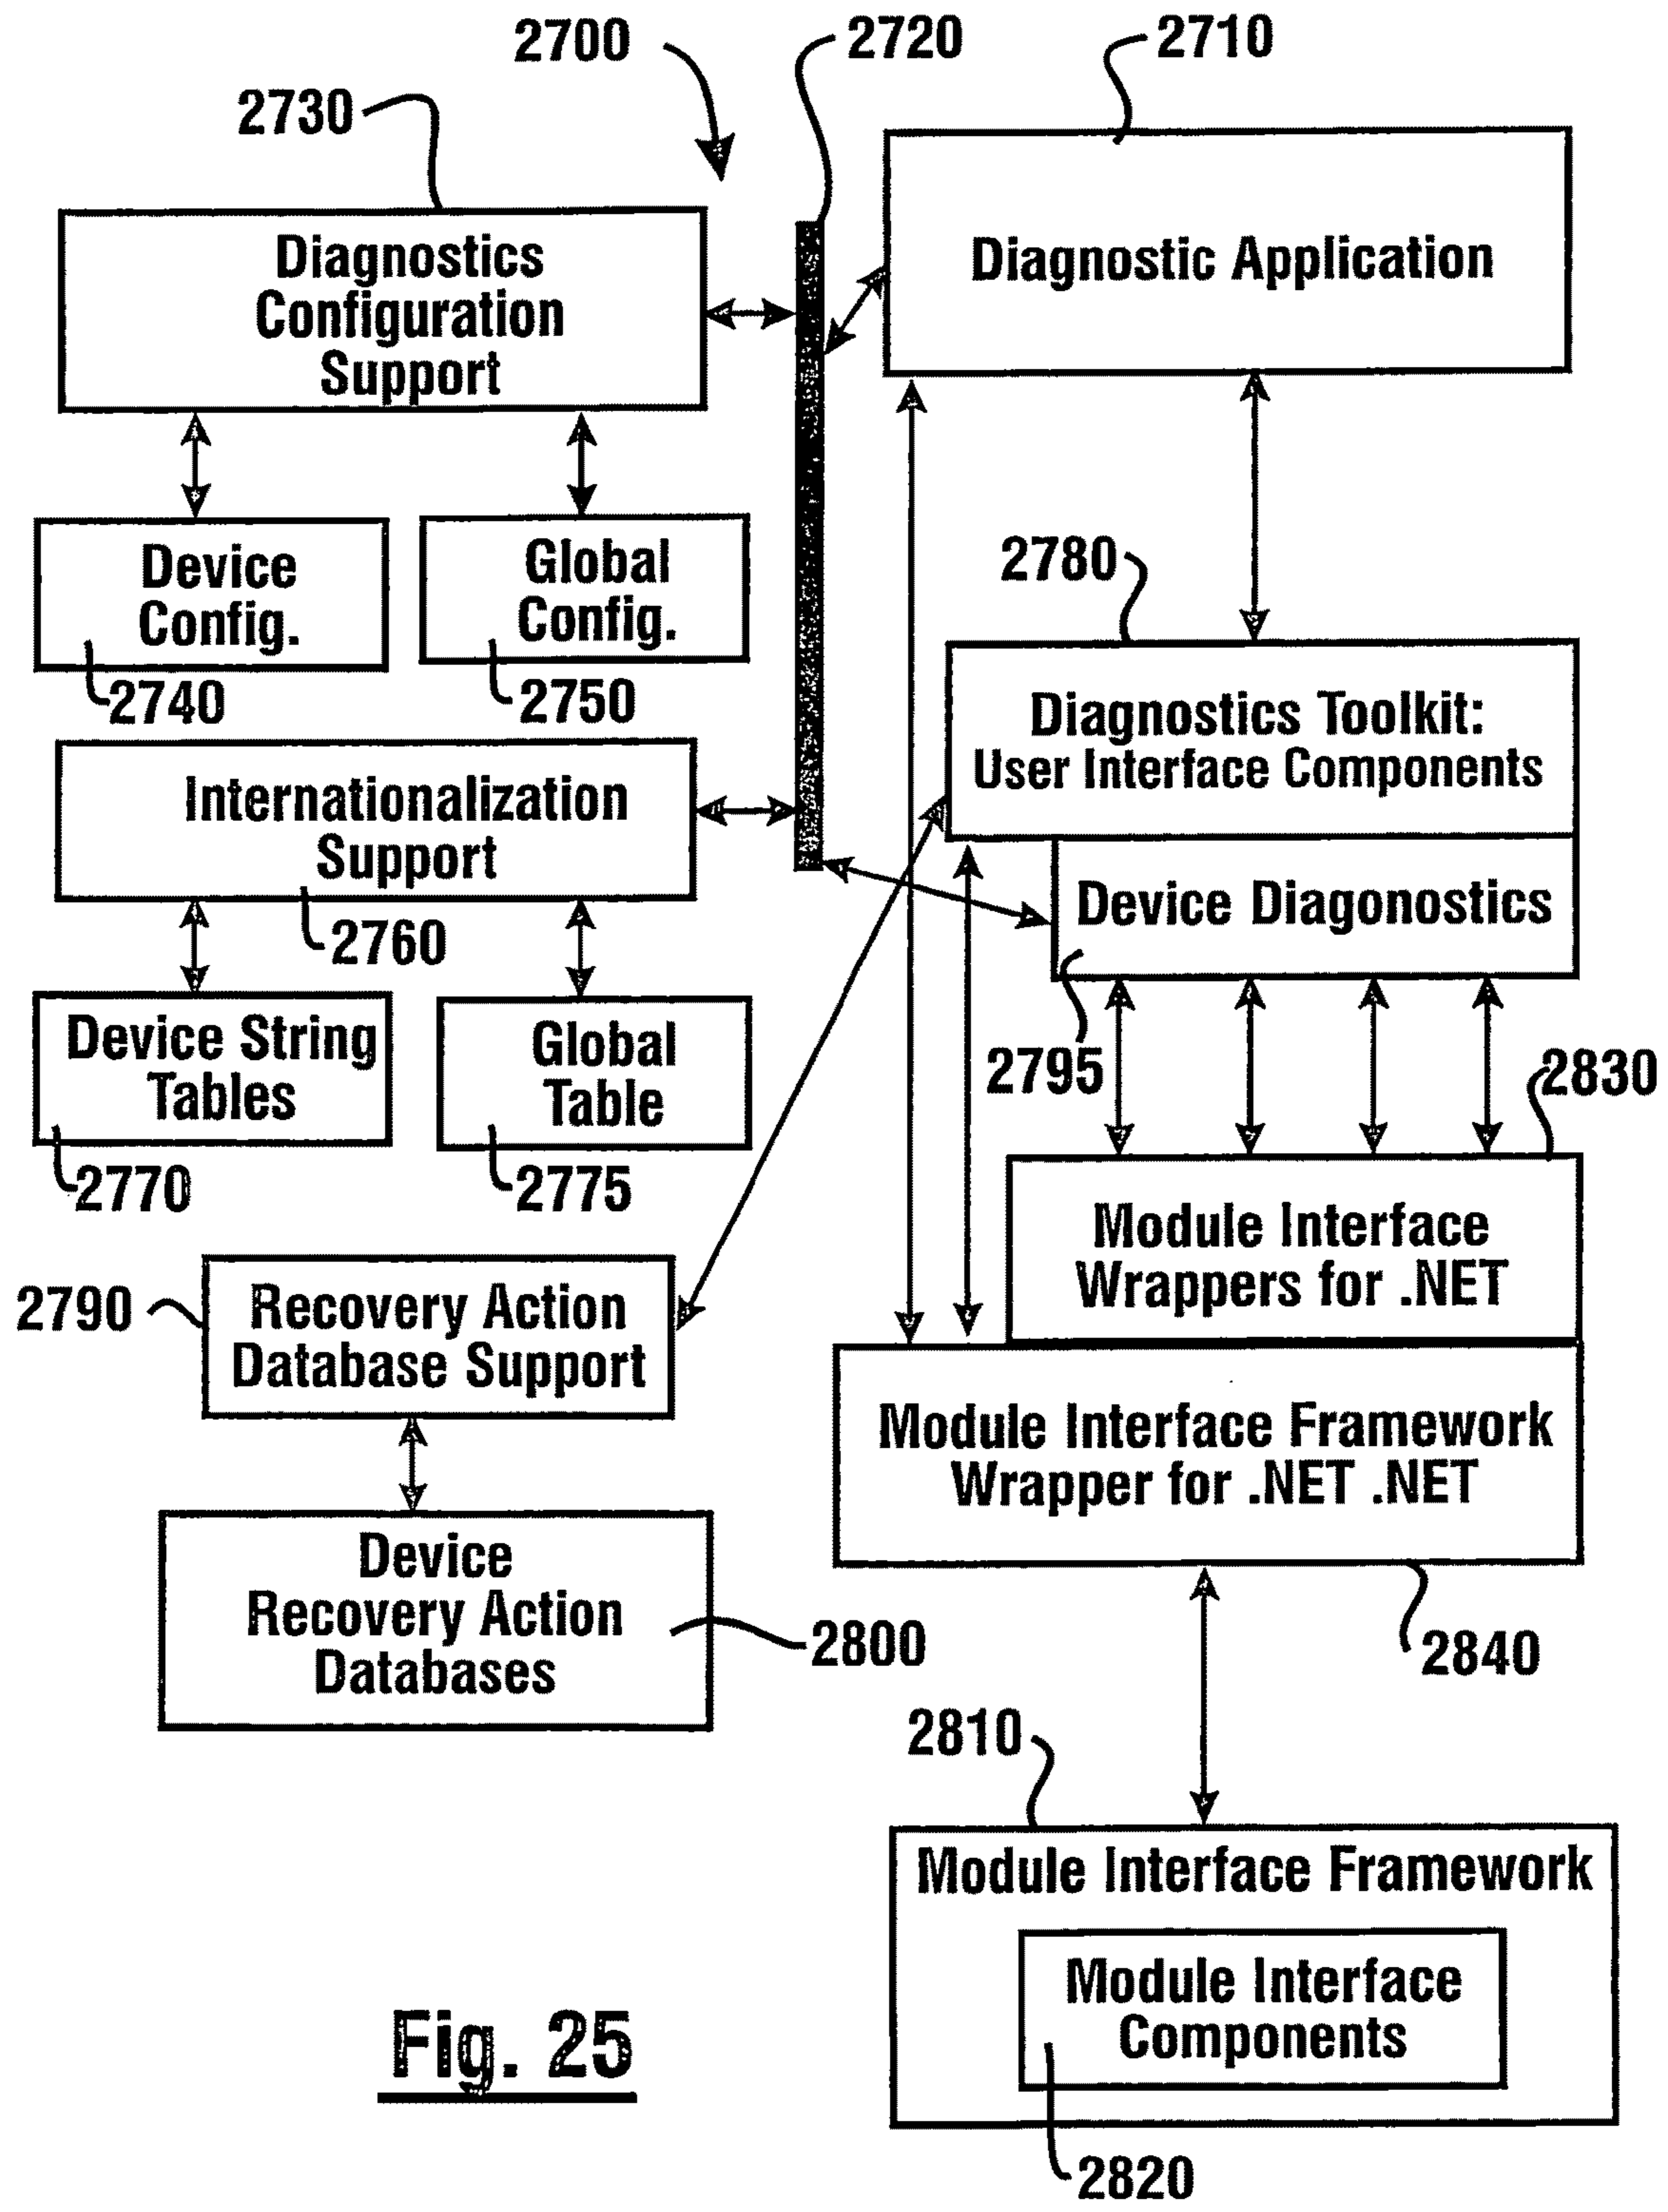 2700
2720
2710
2730
Diagnostics
Configuration
Support
Diagnostic Application
Device
Config.
2740
Global
Config.
2750
2780
Diagnostics Toolkit:
User Interface Components
Internationalization
Support
2760
Device Diagonostics
2795
Device String
Tables
2770
Global
Table
2775
2830
Module Interface
Wrappers for .NET
2790
Recovery Action
Database Support
Module Interface Framework
Wrapper for .NET .NET
2840
Device
Recovery Action
Databases
2800
2810
Module Interface Framework
Module Interface
Components
2820
Fig. 25